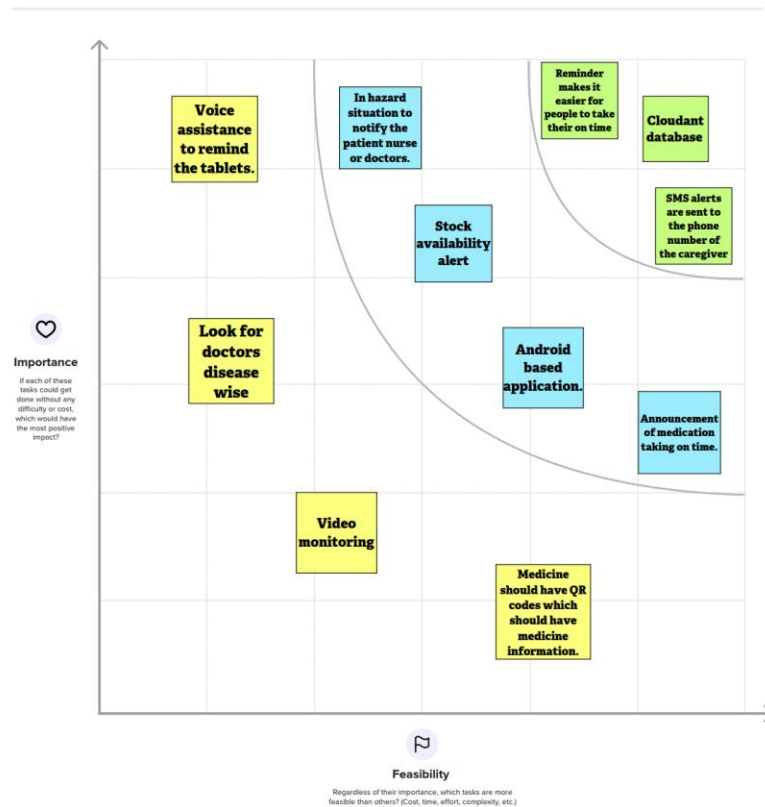 Reminder
makes it
easier for
people to take
their on time
Voice
assistance
to remind
the tablets.
In hazard
situation to
notify the
patient nurse
or doctors.
Cloudant
database
SMS alerts
are sent to
the phone
number of
the caregiver
Stock
availability
alert
Importance
If each of these
tasks could get
done without any
difficulty or cost,
which would have
the most positive
impact?
Look for
doctors
disease
wise
Android
based
application.
Announcement
of medication
taking on time.
Video
monitoring
Medicine
should have QR
codes which
should have
medicine
information.
Feasibility
Regardless of their importance, which tasks are more
feasible than others? (Cost, time, effort, complexity, etc.)